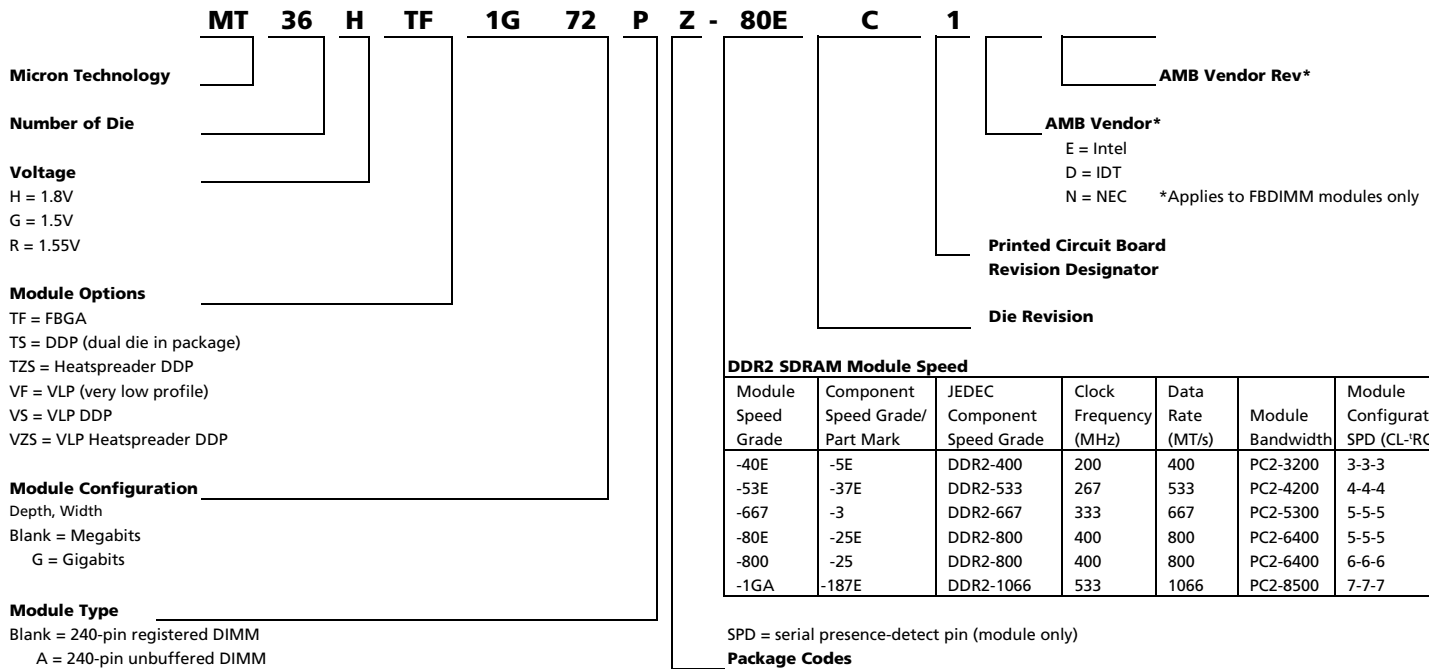 MT 36 H TF 1G 72 P Z - 80E C 1
Micron Technology
Number of Die
Voltage
H = 1.8V
G = 1.5V
R = 1.55V
Module Options
TF = FBGA
TS = DDP (dual die in package)
TZS = Heatspreader DDP
VF = VLP (very low profile)
VS = VLP DDP
VZS = VLP Heatspreader DDP
Module Configuration
Depth, Width
Blank = Megabits
G = Gigabits
Module Type
Blank = 240-pin registered DIMM
A = 240-pin unbuffered DIMM
AMB Vendor Rev*
AMB Vendor*
E = Intel
D = IDT
N = NEC *Applies to FBDIMM modules only
Printed Circuit Board
Revision Designator
Die Revision
DDR2 SDRAM Module Speed
Module Component JEDEC Clock Data Module
Speed Speed Grade/ Component Frequency Rate Module Configurat
Grade Part Mark Speed Grade (MHz) (MT/s) Bandwidth SPD (CL-tRC
-40E -5E DDR2-400 200 400 PC2-3200 3-3-3
-53E -37E DDR2-533 267 533 PC2-4200 4-4-4
-667 -3 DDR2-667 333 667 PC2-5300 5-5-5
-80E -25E DDR2-800 400 800 PC2-6400 5-5-5
-800 -25 DDR2-800 400 800 PC2-6400 6-6-6
-1GA -187E DDR2-1066 533 1066 PC2-8500 7-7-7
SPD = serial presence-detect pin (module only)
Package Codes